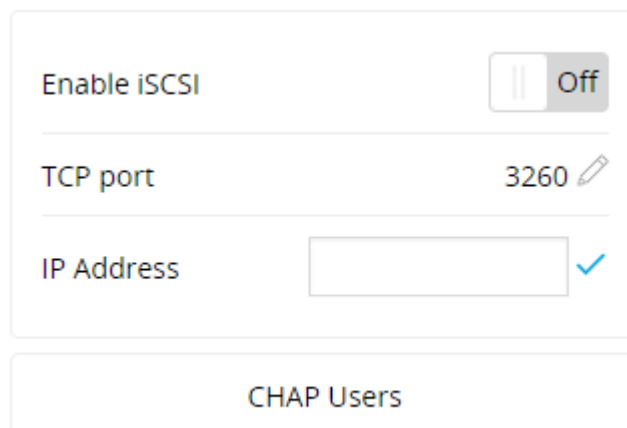 Enable iSCSI Off
TCP port 3260
IP Address
CHAP Users